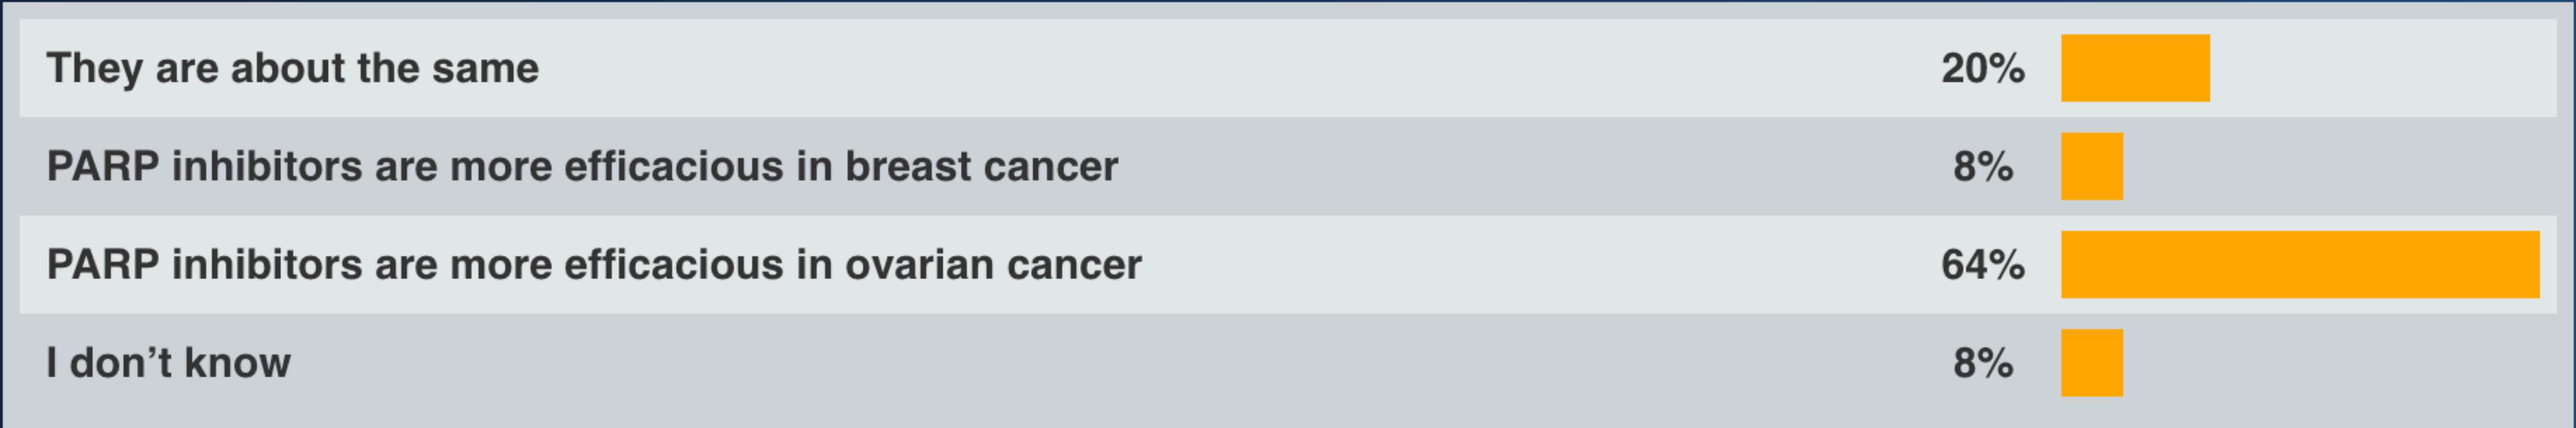 They are about the same 20%
PARP inhibitors are more efficacious in breast cancer 8%
PARP inhibitors are more efficacious in ovarian cancer 64%
I don’t know 8%